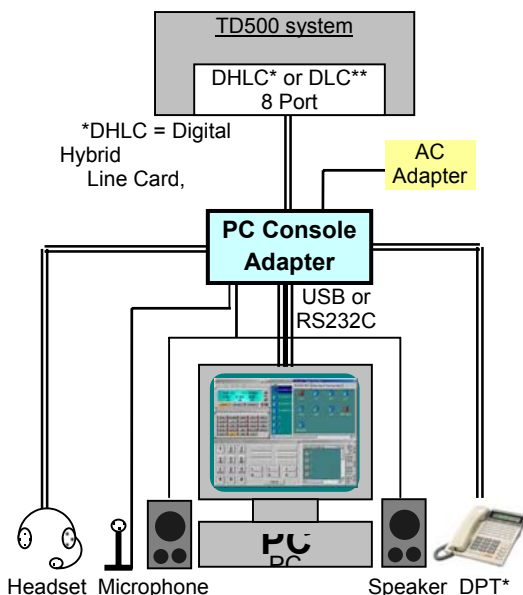 TD500 system
DHLC* or DLC**
8 Port
*DHLC = Digital
Hybrid
Line Card,
AC
Adapter
PC Console
Adapter
USB or
RS232C
PC
PC
Headset Microphone
Speaker DPT*